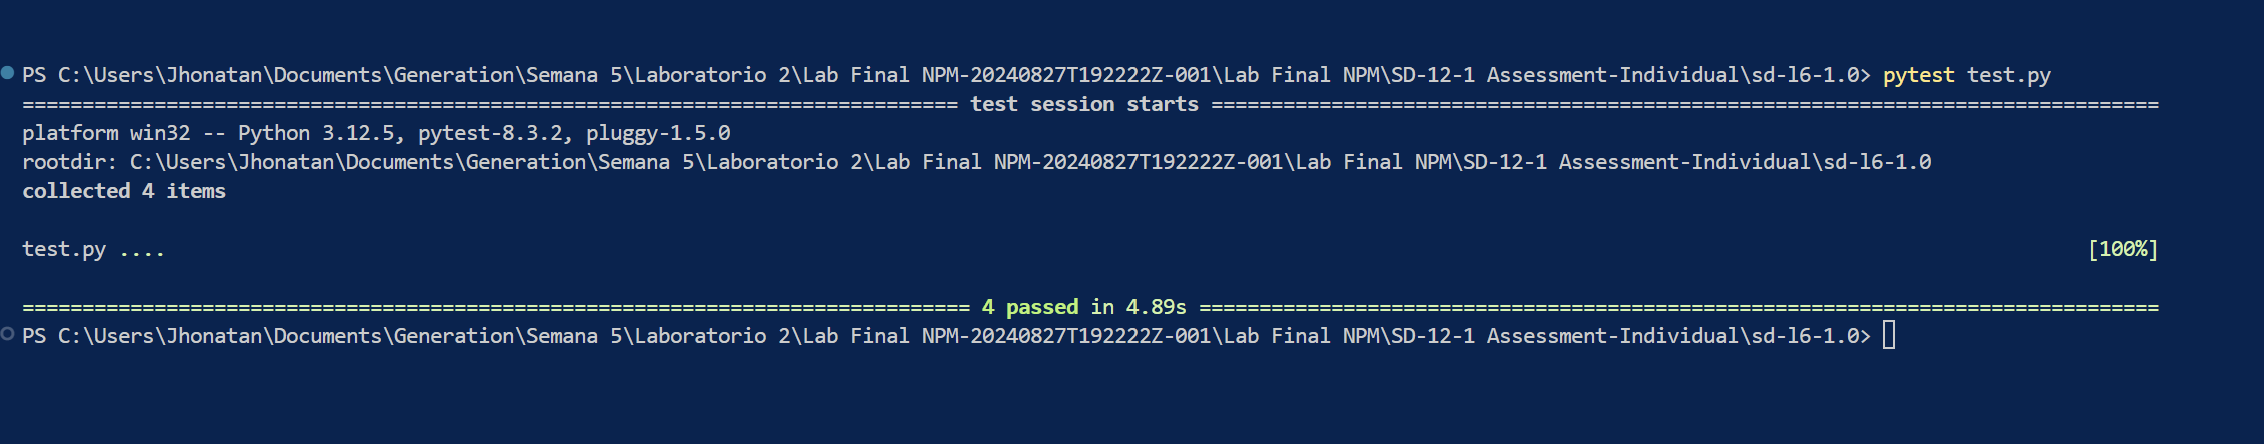 PS C:\Users\Jhonatan\Documents\Generation\Semana 5\Laboratorio 2\Lab Final NPM-20240827T192222Z-001\Lab Final NPM\SD-12-1 Assessment-Individual\sd-l6-1.0> pytest test.py
============================================================================== test session starts ===============================================================================
platform win32 -- Python 3.12.5, pytest-8.3.2, pluggy-1.5.0
rootdir: C:\Users\Jhonatan\Documents\Generation\Semana 5\Laboratorio 2\Lab Final NPM-20240827T192222Z-001\Lab Final NPM\SD-12-1 Assessment-Individual\sd-l6-1.0
collected 4 items
test.py .... [100%]
=============================================================================== 4 passed in 4.89s ================================================================================
PS C:\Users\Jhonatan\Documents\Generation\Semana 5\Laboratorio 2\Lab Final NPM-20240827T192222Z-001\Lab Final NPM\SD-12-1 Assessment-Individual\sd-l6-1.0>